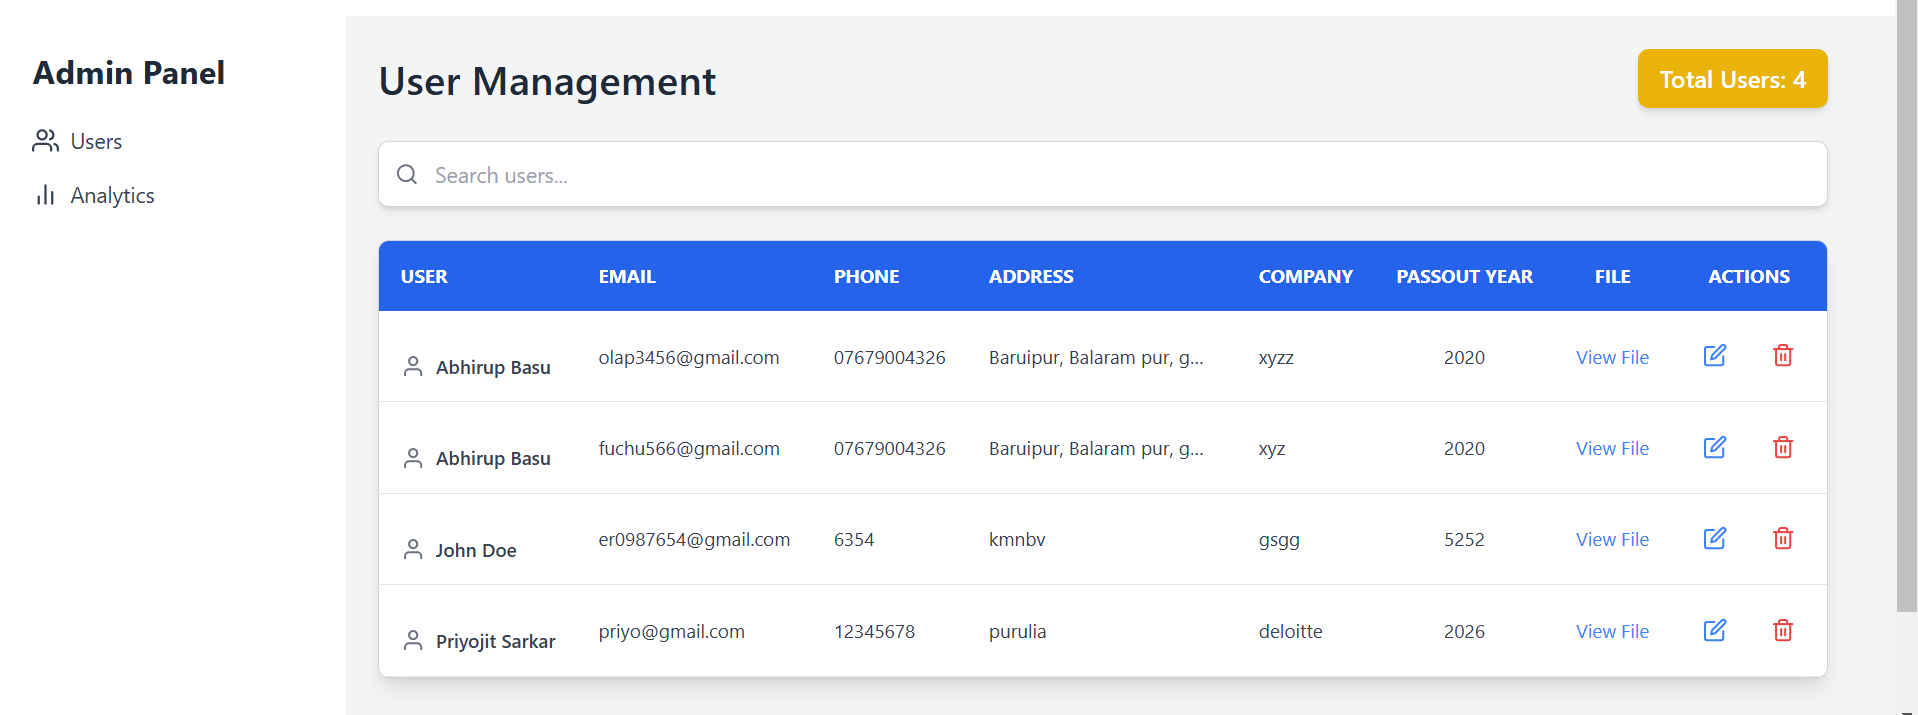 Admin Panel
Users
Analytics
User Management
Total Users: 4
Search users...
USER EMAIL PHONE ADDRESS COMPANY PASSOUT YEAR FILE ACTIONS
Abhirup Basu olap3456@gmail.com 07679004326 Baruipur, Balaram pur, g... xyzz 2020 View File
Abhirup Basu fuchu566@gmail.com 07679004326 Baruipur, Balaram pur, g... xyz 2020 View File
John Doe er0987654@gmail.com 6354 kmnbv gsgg 5252 View File
Priyojit Sarkar priyo@gmail.com 12345678 purulia deloitte 2026 View File